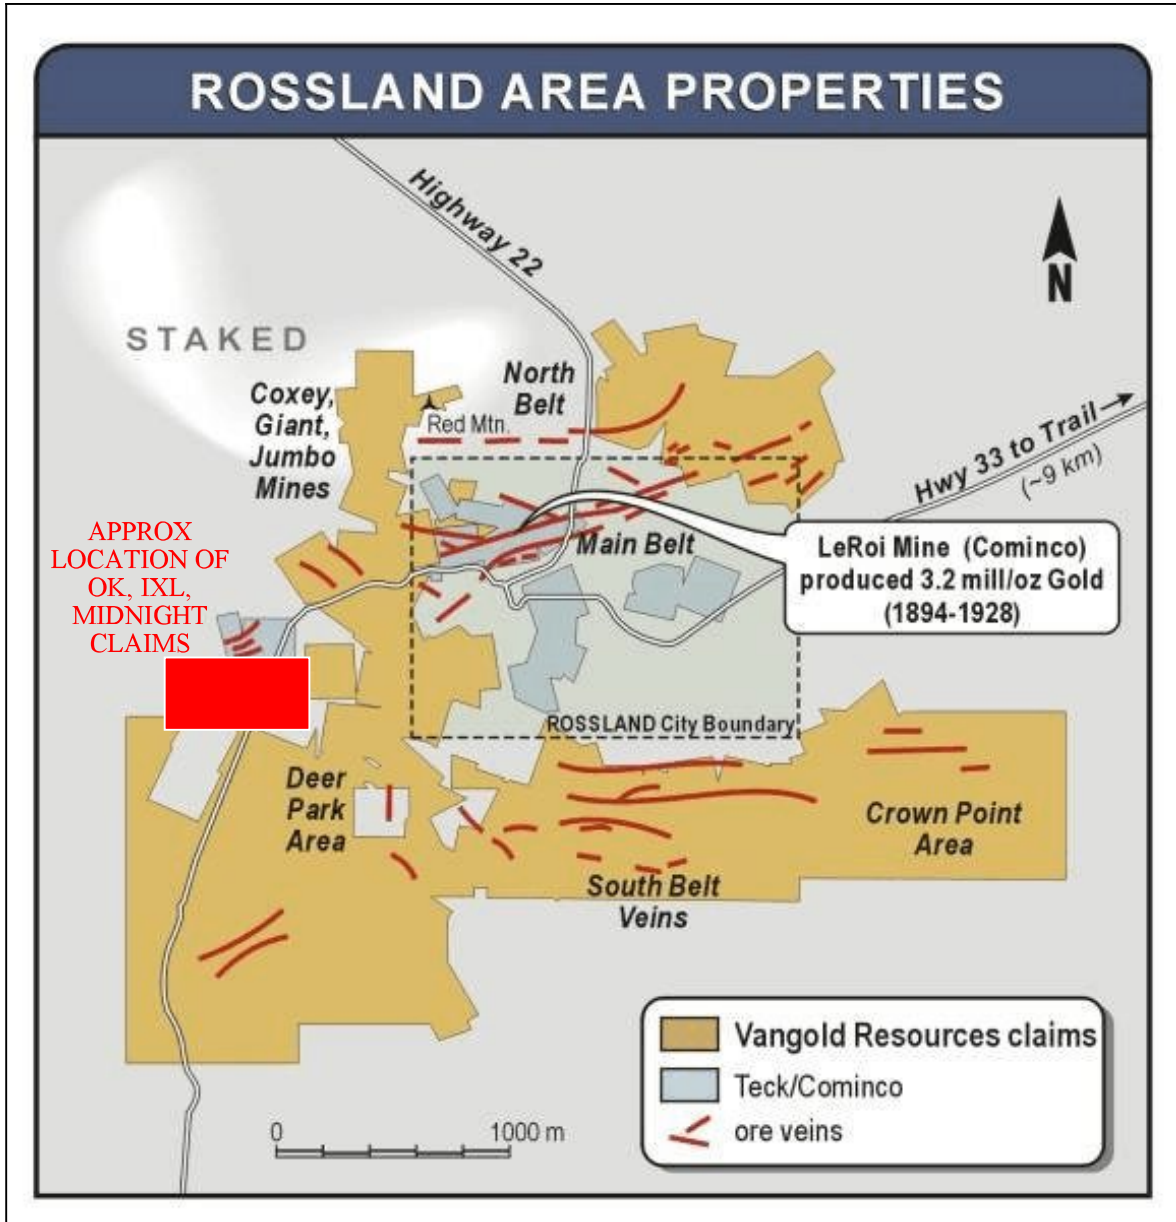 ROSSLAND AREA PROPERTIES
Highway 22
N
STAKED
North
Belt
Coxey,
Giant,
Jumbo
Mines
Red Mtn.
Hwy 33 to Trail
(~9 km)
APPROX
LOCATION OF
OK, IXL,
MIDNIGHT
CLAIMS
Main Belt
LeRoi Mine (Cominco)
produced 3.2 mill/oz Gold
(1894-1928)
ROSSLAND City Boundary
Deer
Park
Area
Crown Point
Area
South Belt
Veins
Vangold Resources claims
Teck/Cominco
ore veins
0 1000 m